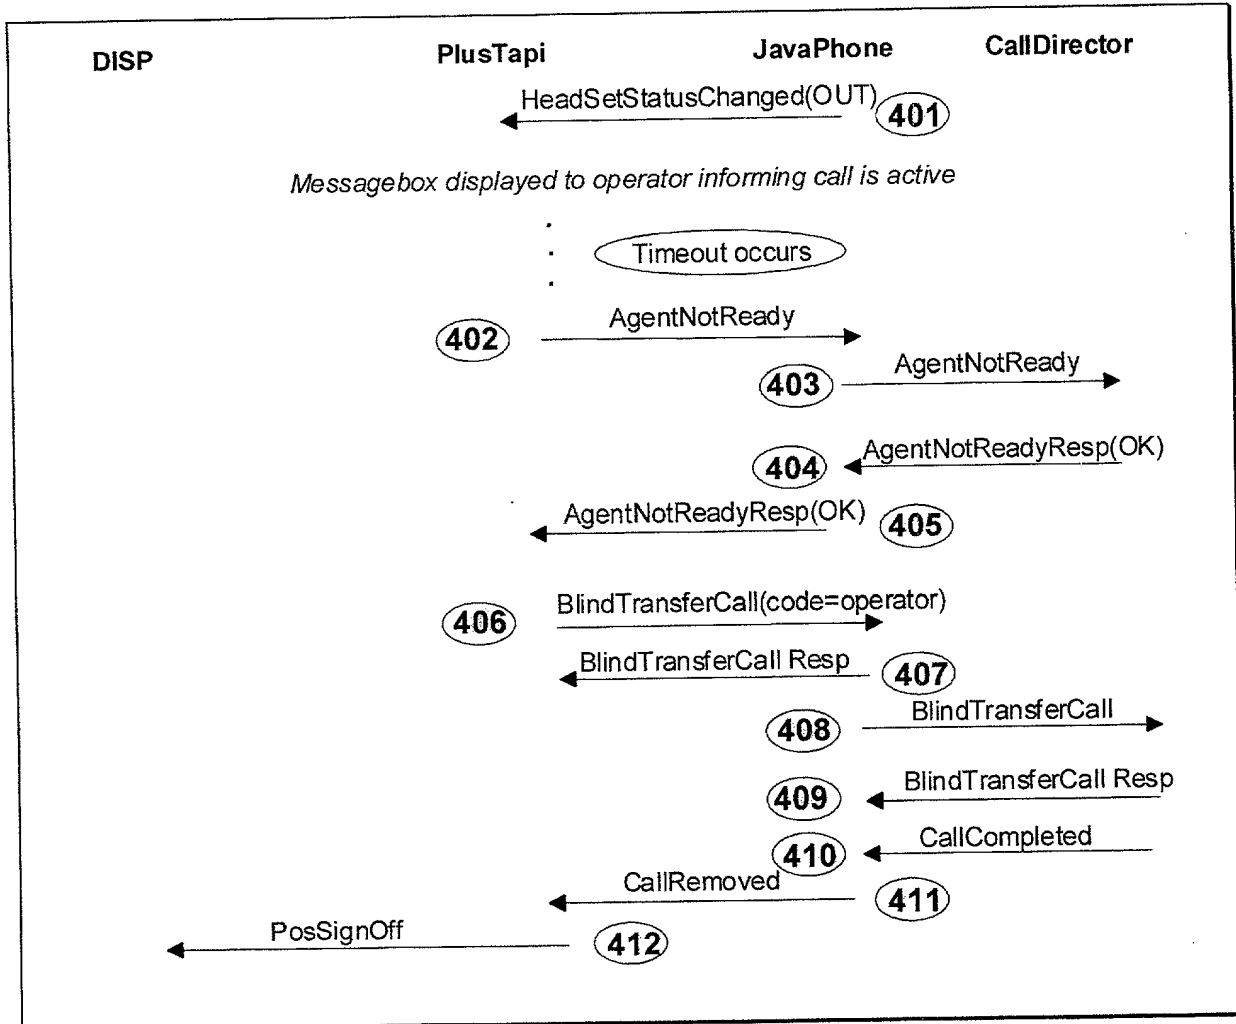 DISP PlusTapi JavaPhone CallDirector
HeadSetStatusChanged(OUT) 401
Messagebox displayed to operator informing call is active
Timeout occurs
402 AgentNotReady
403 AgentNotReady
404 AgentNotReadyResp(OK)
AgentNotReadyResp(OK) 405
406 BlindTransferCall(code=operator)
BlindTransferCall Resp 407
408 BlindTransferCall
409 BlindTransferCall Resp
410 CallCompleted
CallRemoved 411
PosSignOff 412